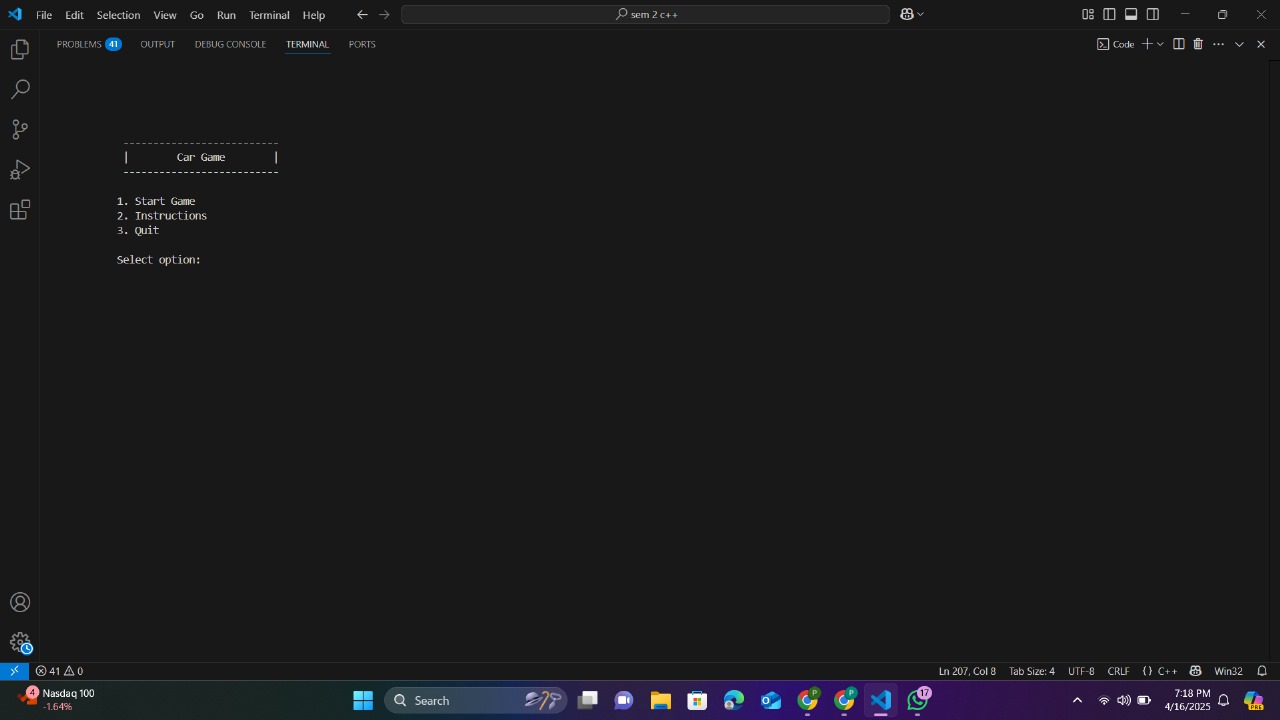 File Edit Selection View Go Run Terminal Help sem 2 c++
PROBLEMS 41 OUTPUT DEBUG CONSOLE TERMINAL PORTS Code
--------------------------
| Car Game |
--------------------------
1. Start Game
2. Instructions
3. Quit
Select option:
41 0 Ln 207, Col 8 Tab Size: 4 UTF-8 CRLF {} C++ Win32
4 Nasdaq 100
-1.64%
Search
P
P
17
7:18 PM
4/16/2025
PRE